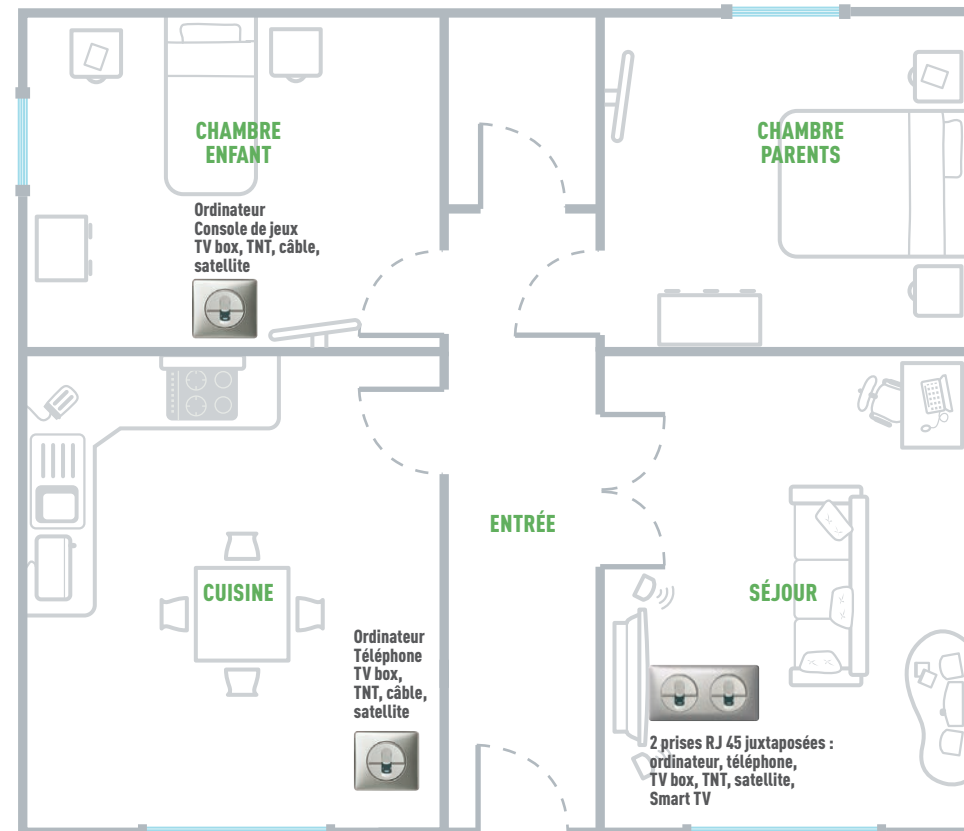 CHAMBRE
ENFANT
CHAMBRE
PARENTS
Ordinateur
Console de jeux
TV box, TNT, câble,
satellite
ENTRÉE
CUISINE
SÉJOUR
Ordinateur
Téléphone
TV box,
TNT, câble,
satellite
2 prises RJ 45 juxtaposées :
ordinateur, téléphone,
TV box, TNT, satellite,
Smart TV